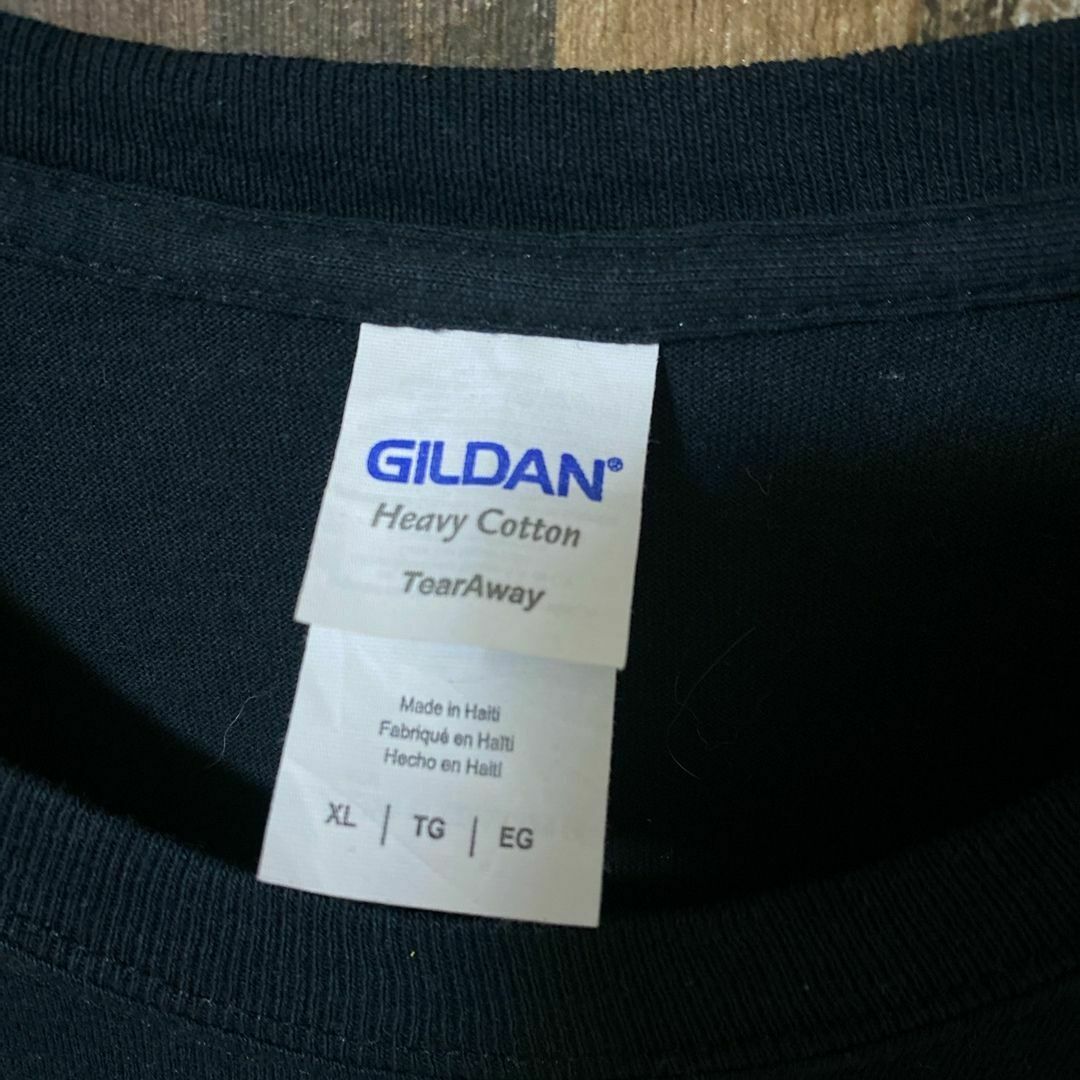 GILDAN®
Heavy Cotton
TearAway
Made in Haiti
Fabriqué en Haïti
Hecho en Haití
XL | TG | EG